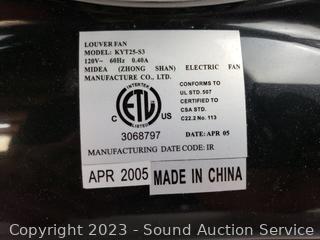 LOUVER FAN
MODEL: KYT25-S3
120V~ 60Hz 0.40A
MIDEA (ZHONG SHAN) ELECTRIC FAN
MANUFACTURE CO., LTD.
INTERTEK
ETL
LISTED
C US
3068797
CONFORMS TO
UL STD. 507
CERTIFIED TO
CSA STD.
C22.2 No. 113
DATE: APR 05
MANUFACTURING DATE CODE: IR
APR 2005 MADE IN CHINA
Copyright 2023 - Sound Auction Service